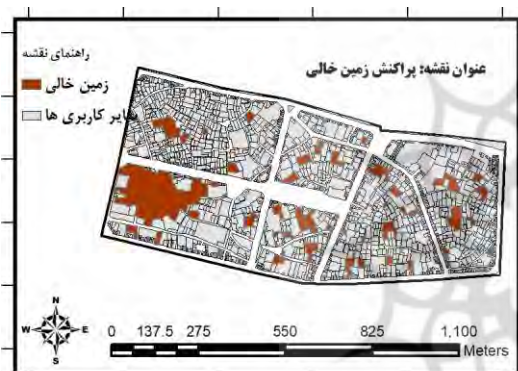 عنوان نقشه: پراکنش زمین خالی
راهنمای نقشه
زمین خالی
سایر کاربری ها
N
W E
S
0 137.5 275 550 825 1,100
Meters